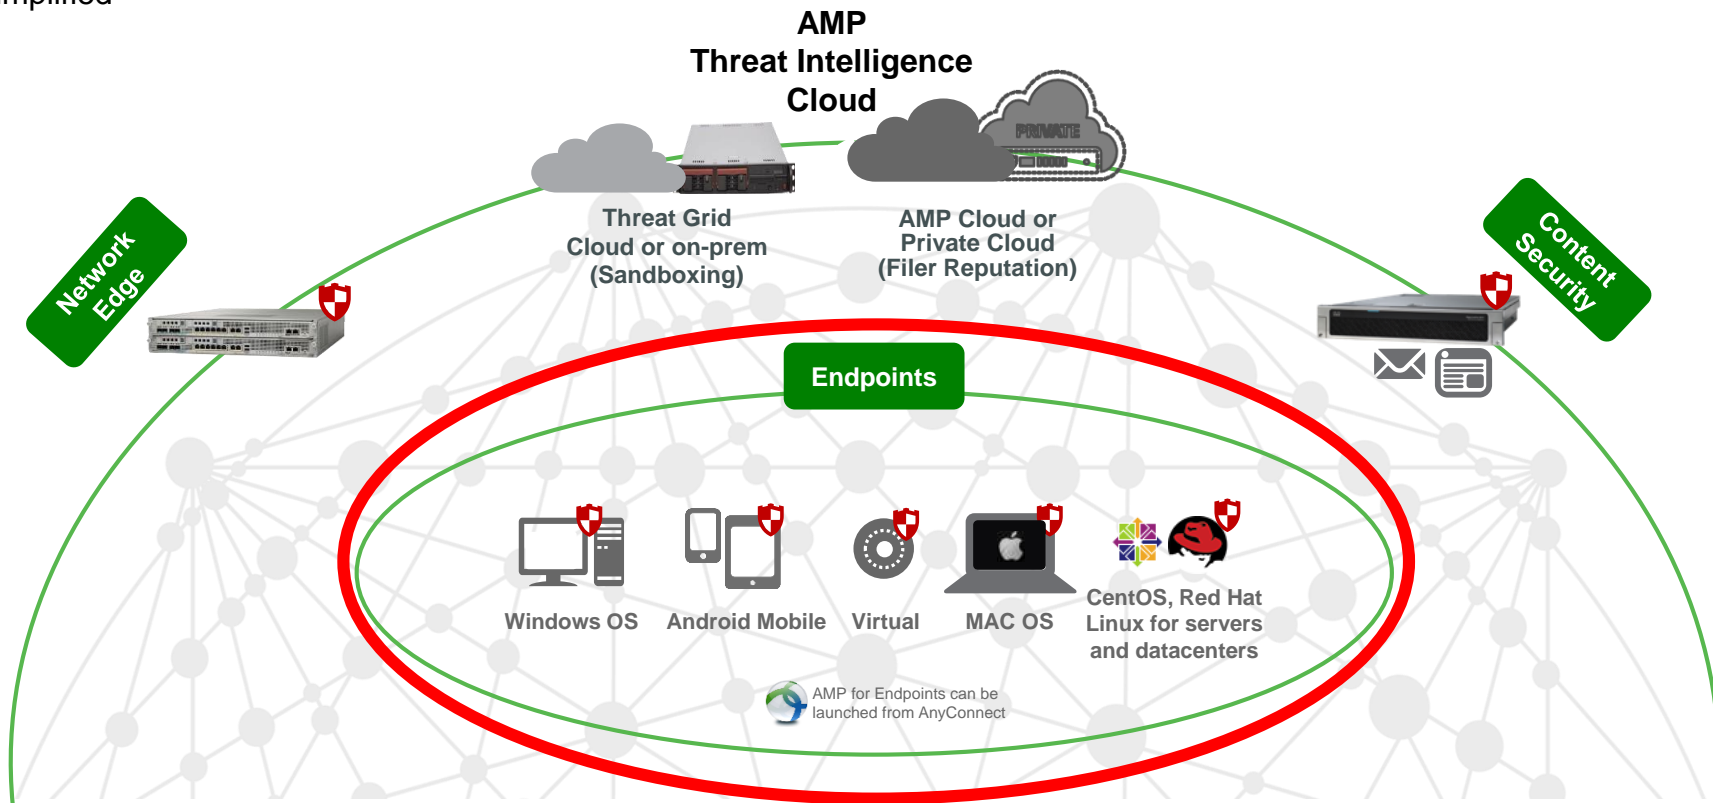 AMP
Threat Intelligence
Cloud
PRIVATE
Threat Grid
Cloud or on-prem
(Sandboxing)
AMP Cloud or
Private Cloud
(Filer Reputation)
Network
Edge
Content
Security
Endpoints
Windows OS
Android Mobile
Virtual
MAC OS
CentOS, Red Hat
Linux for servers
and datacenters
AMP for Endpoints can be
launched from AnyConnect